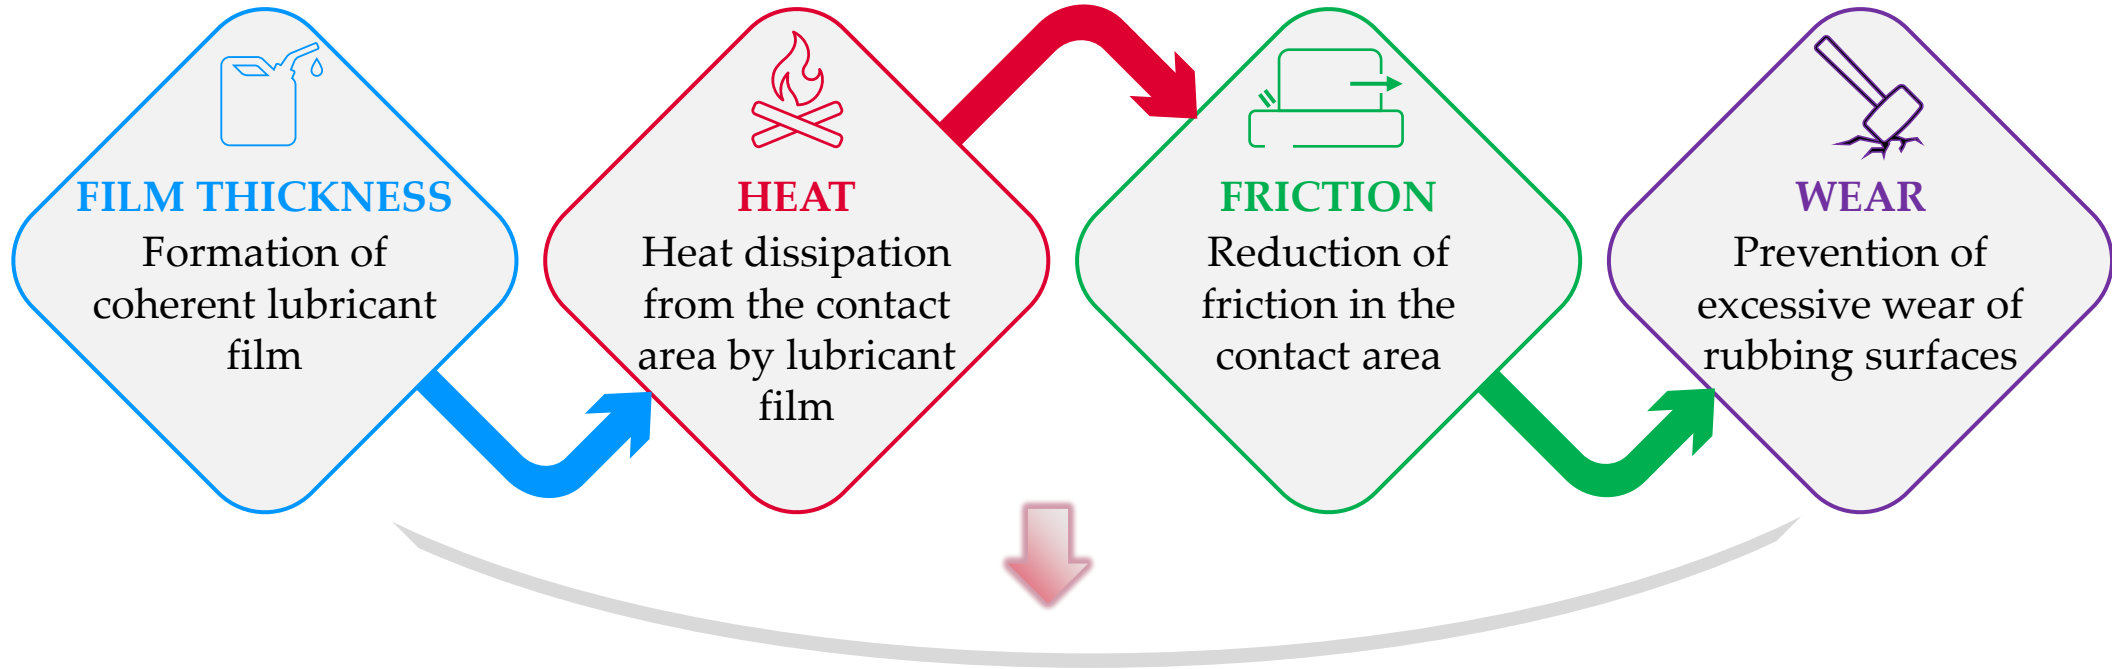 FILM THICKNESS
Formation of
coherent lubricant
film
HEAT
Heat dissipation
from the contact
area by lubricant
film
FRICTION
Reduction of
friction in the
contact area
WEAR
Prevention of
excessive wear of
rubbing surfaces